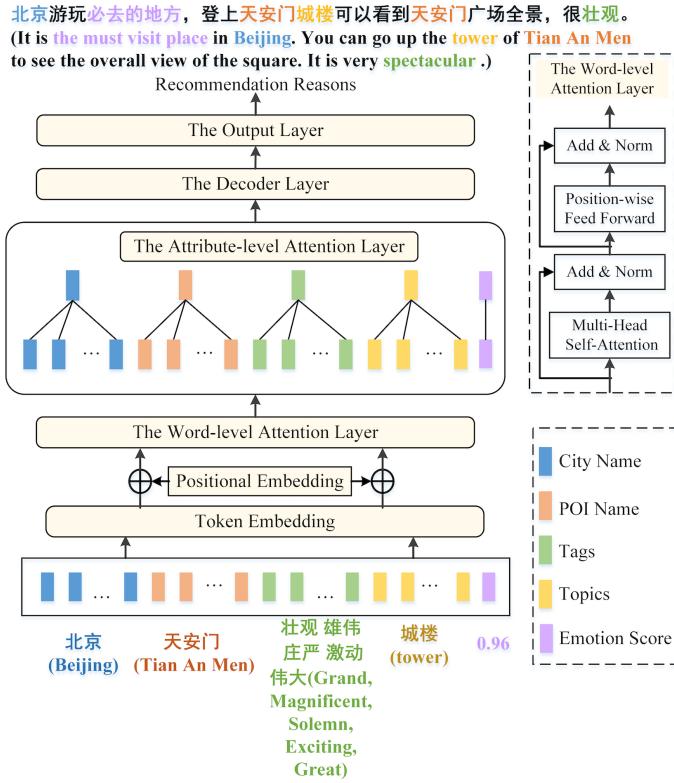 北京游玩必去的地方，登上天安门城楼可以看到天安门广场全景，很壮观。
(It is the must visit place in Beijing. You can go up the tower of Tian An Men
to see the overall view of the square. It is very spectacular .)
Recommendation Reasons
The Output Layer
The Decoder Layer
The Attribute-level Attention Layer
...
...
...
...
The Word-level Attention Layer
Positional Embedding
Token Embedding
...
...
...
...
北京
(Beijing)
天安门
(Tian An Men)
壮观 雄伟
庄严 激动
伟大(Grand,
Magnificent,
Solemn,
Exciting,
Great)
城楼
(tower)
0.96
The Word-level
Attention Layer
Add & Norm
Position-wise
Feed Forward
Add & Norm
Multi-Head
Self-Attention
City Name
POI Name
Tags
Topics
Emotion Score